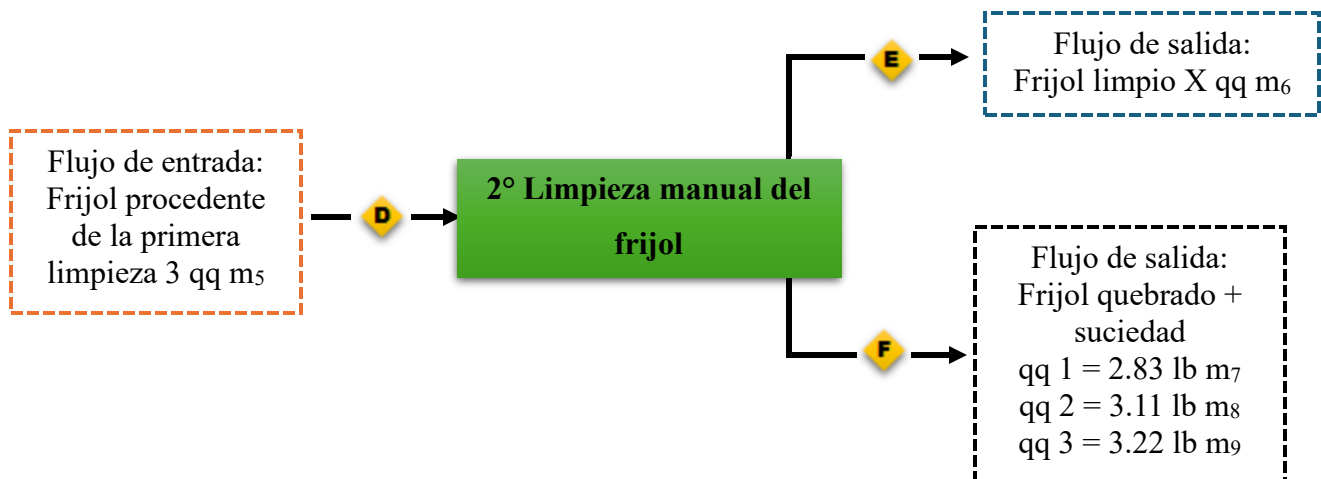 Flujo de entrada:
Frijol procedente
de la primera
limpieza 3 qq m₅
D
2° Limpieza manual del
frijol
E
Flujo de salida:
Frijol limpio X qq m₆
F
Flujo de salida:
Frijol quebrado +
suciedad
qq 1 = 2.83 lb m₇
qq 2 = 3.11 lb m₈
qq 3 = 3.22 lb m₉